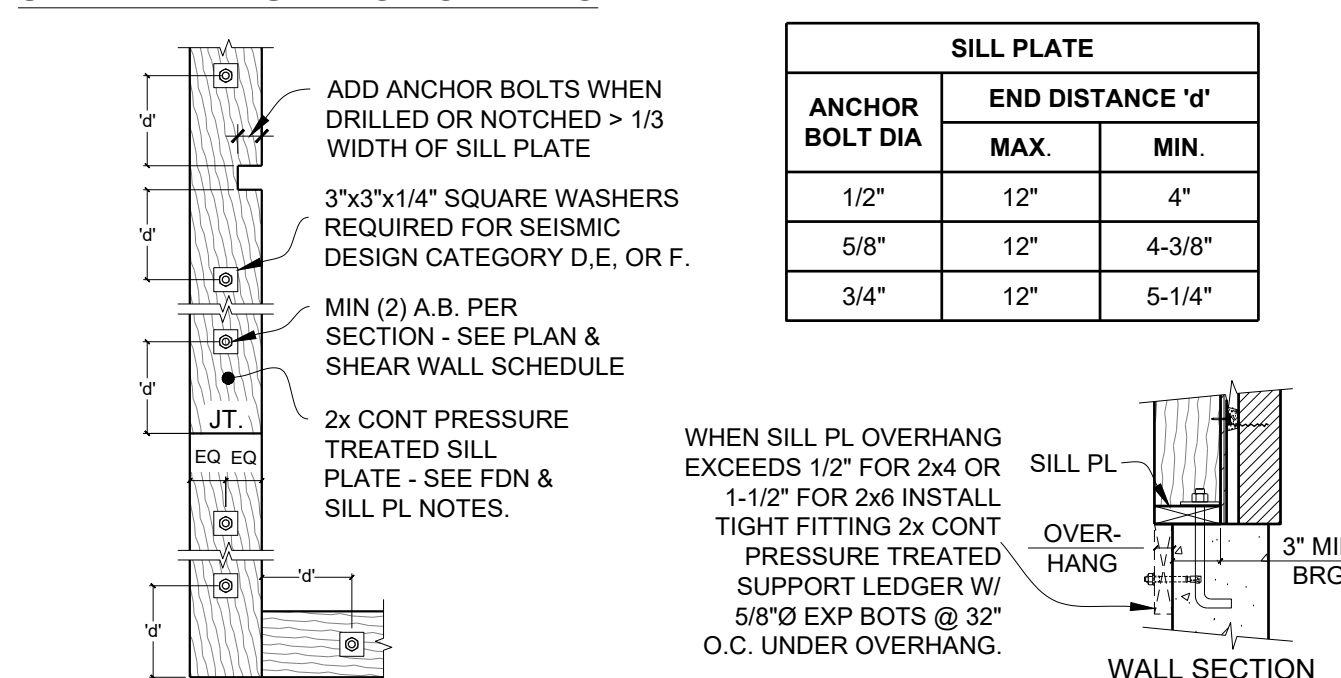 'd'
ADD ANCHOR BOLTS WHEN
DRILLED OR NOTCHED > 1/3
WIDTH OF SILL PLATE
'd'
3"x3"x1/4" SQUARE WASHERS
REQUIRED FOR SEISMIC
DESIGN CATEGORY D,E, OR F.
MIN (2) A.B. PER
SECTION - SEE PLAN &
SHEAR WALL SCHEDULE
'd'
JT.
2x CONT PRESSURE
TREATED SILL
PLATE - SEE FDN &
SILL PL NOTES.
EQ EQ
'd'
'd'
SILL PLATE
ANCHOR
BOLT DIA
END DISTANCE 'd'
MAX. MIN.
1/2" 12" 4"
5/8" 12" 4-3/8"
3/4" 12" 5-1/4"
WHEN SILL PL OVERHANG
EXCEEDS 1/2" FOR 2x4 OR
1-1/2" FOR 2x6 INSTALL
TIGHT FITTING 2x CONT
PRESSURE TREATED
SUPPORT LEDGER W/
5/8"Ø EXP BOTS @ 32"
O.C. UNDER OVERHANG.
SILL PL
OVER-
HANG
3"
BRG
WALL SECTION